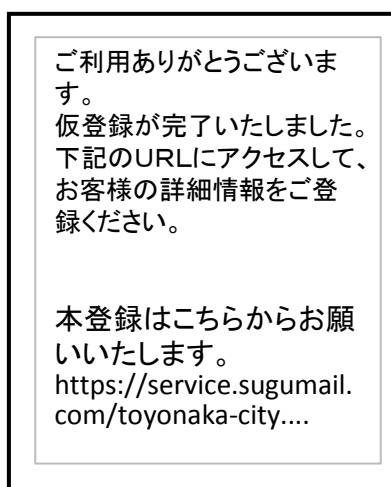 ご利用ありがとうございま
す。
仮登録が完了いたしました。
下記のＵＲＬにアクセスして、
お客様の詳細情報をご登
録ください。
本登録はこちらからお願
いいたします。
https://service.sugumail.
com/toyonaka-city....